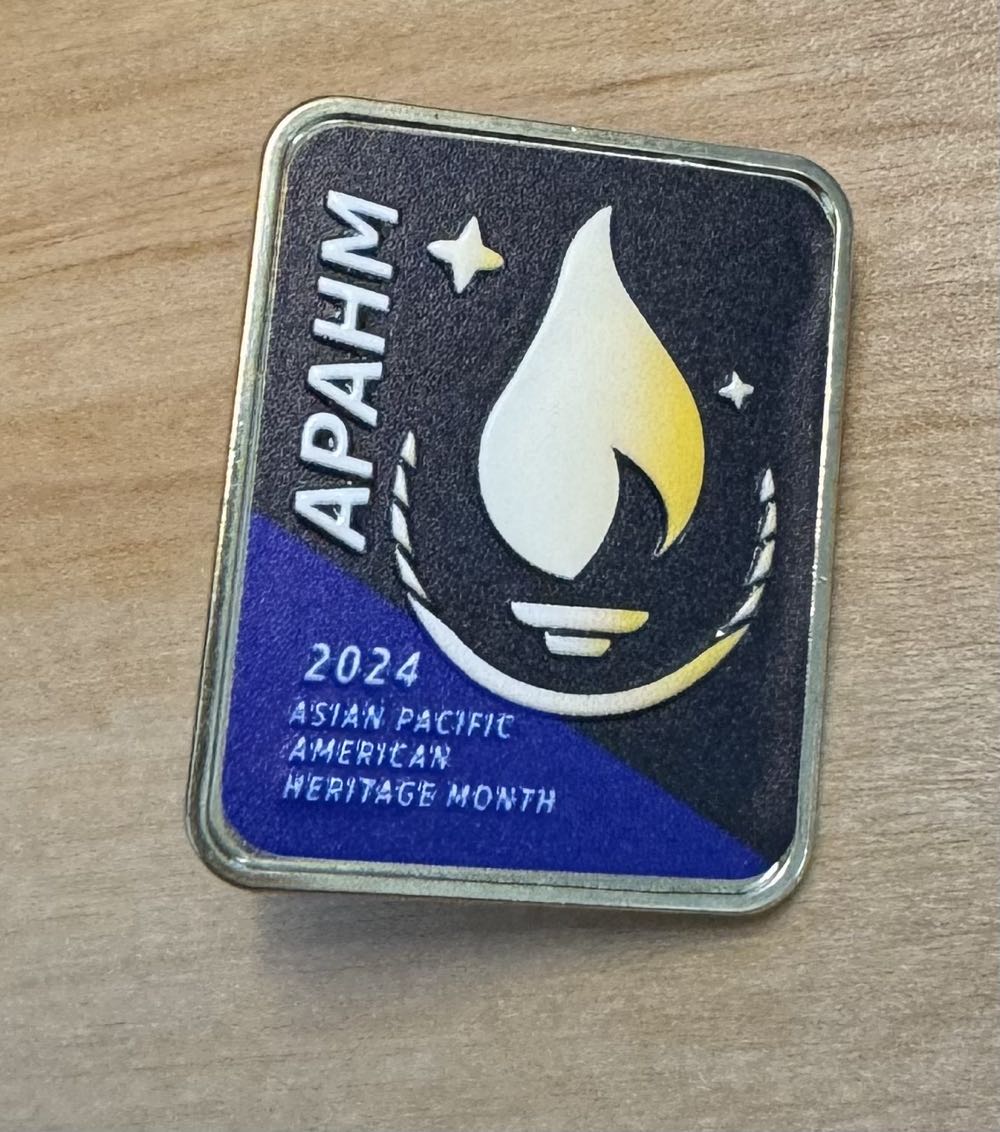 APAHM
2024
ASIAN PACIFIC
AMERICAN
HERITAGE MONTH